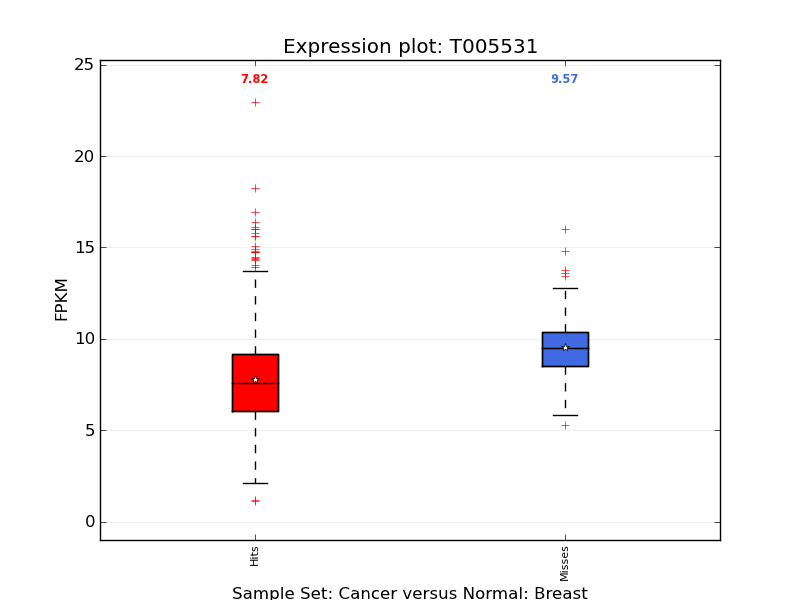 Expression plot: T005531
7.82
9.57
25
20
15
10
5
0
FPKM
Hits
Misses
Sample Set: Cancer versus Normal: Breast